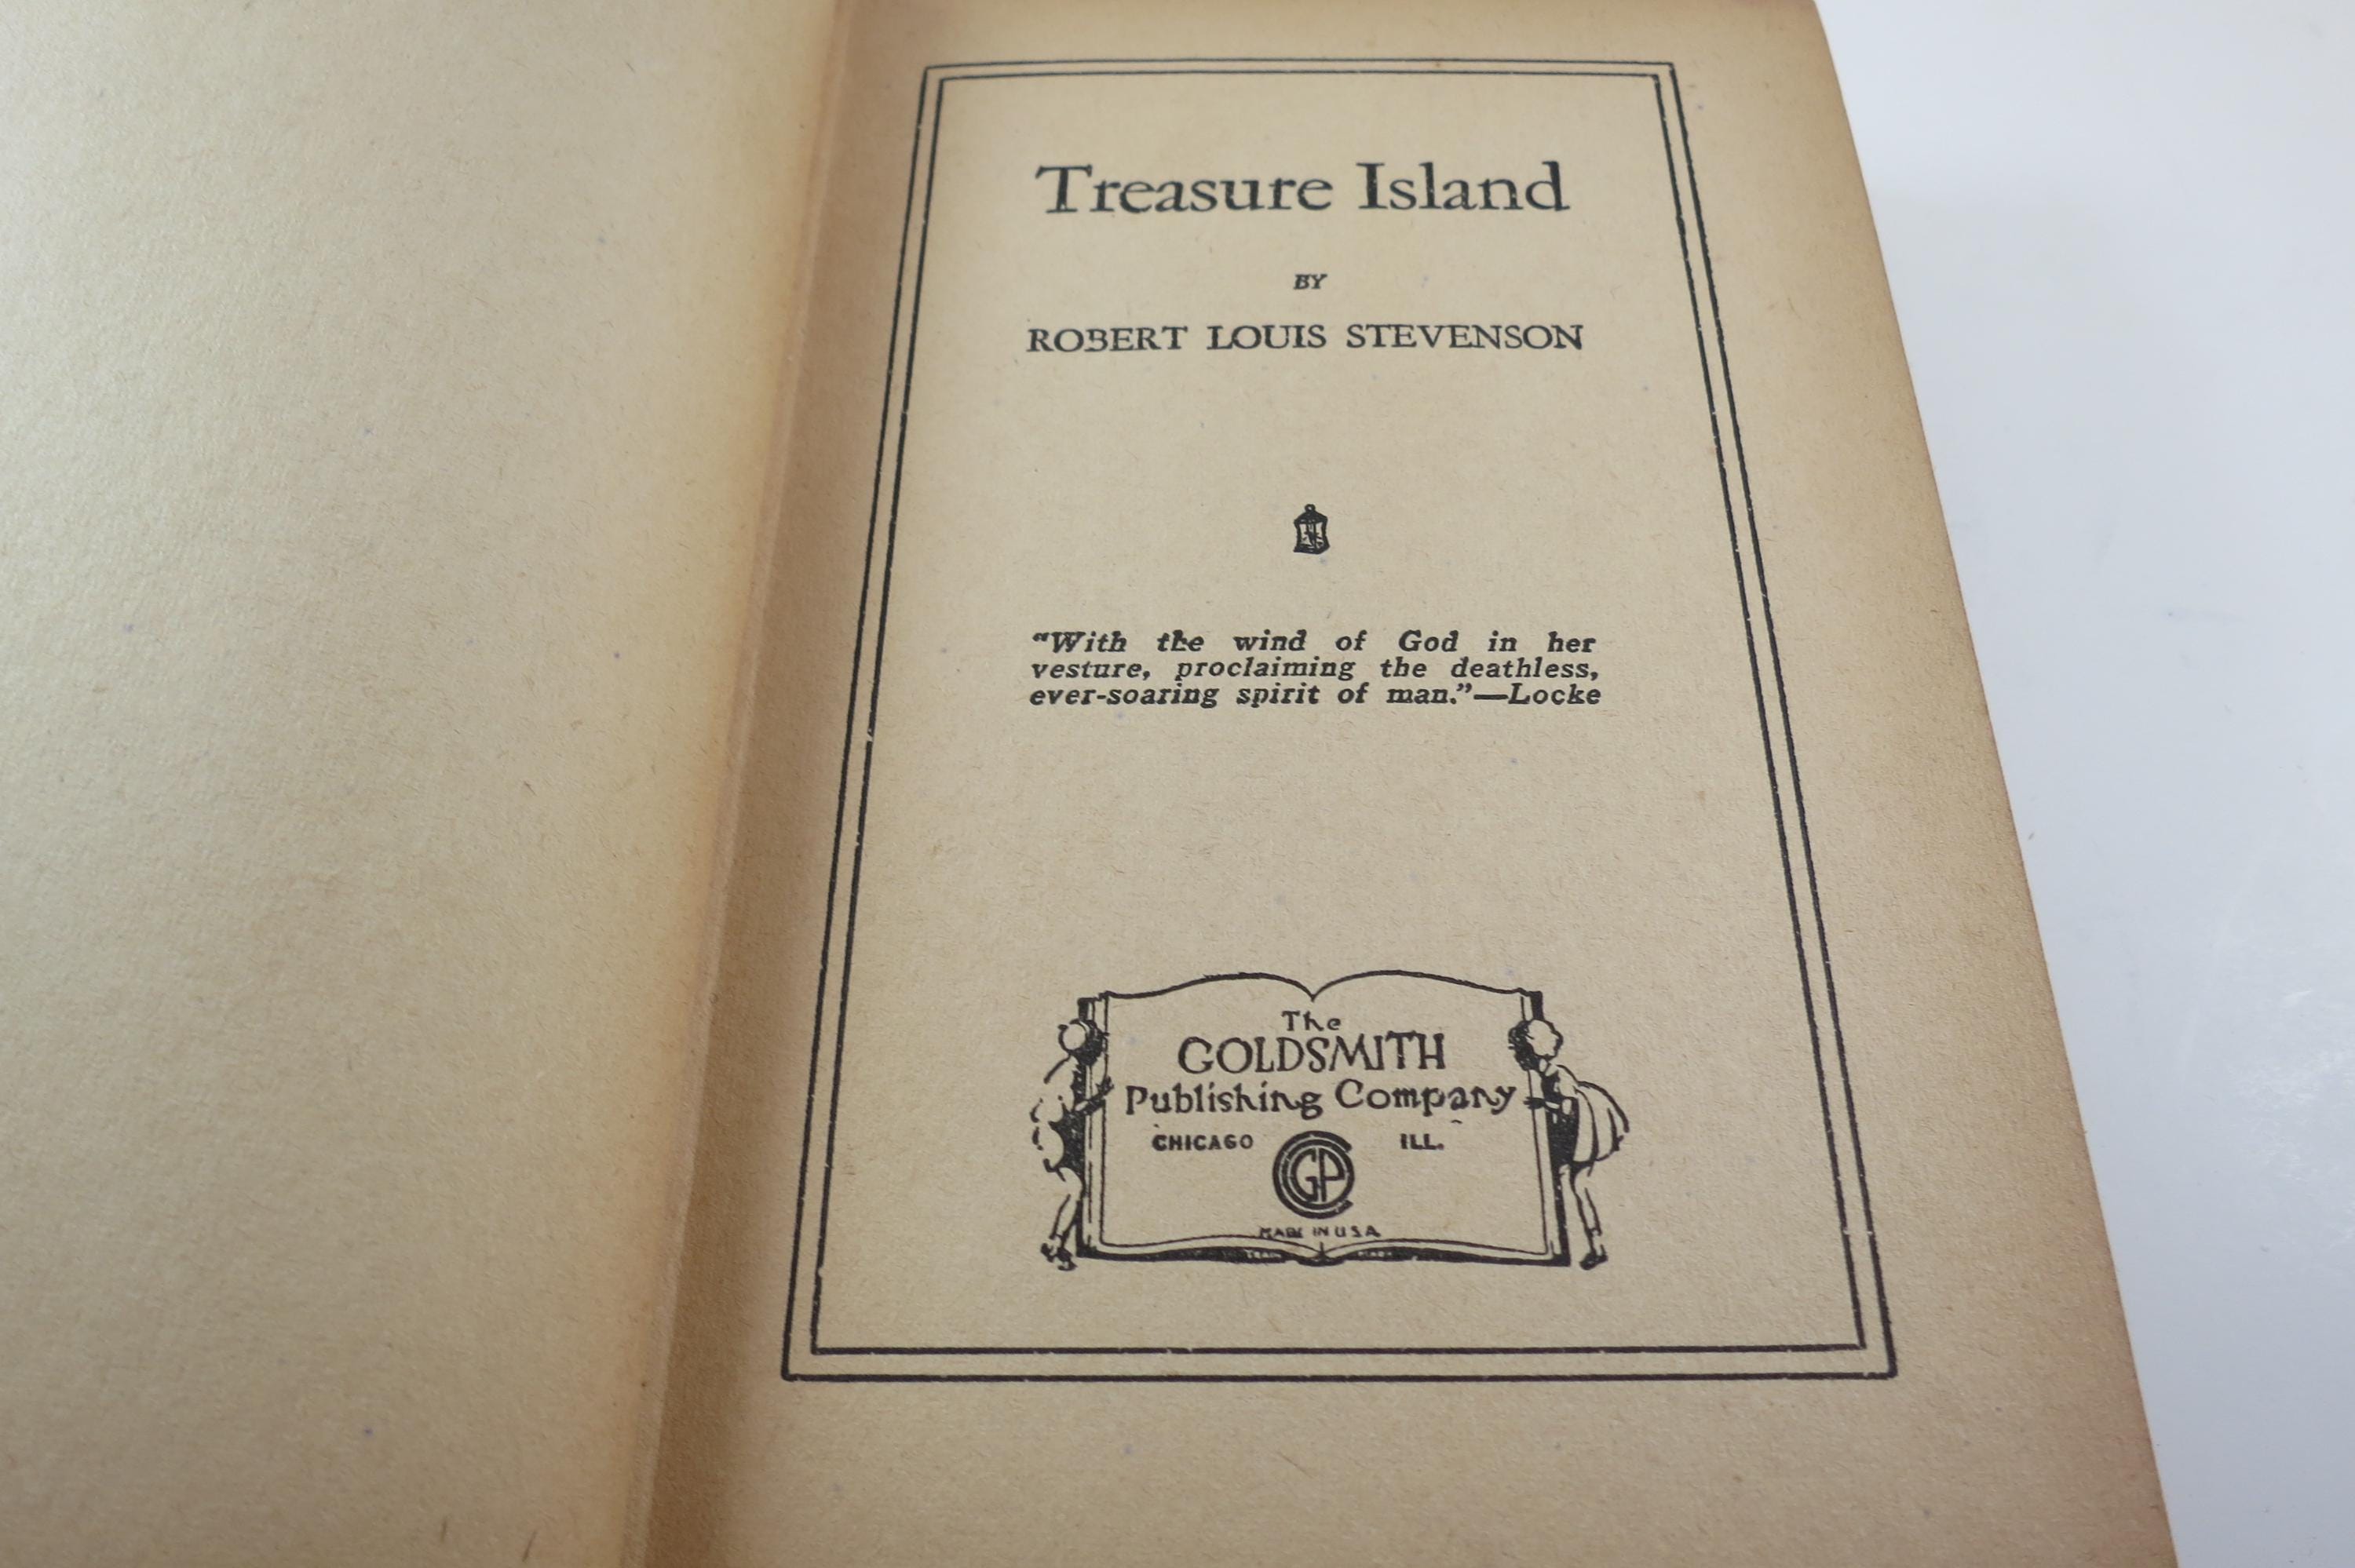 Treasure Island
BY
ROBERT LOUIS STEVENSON
"With the wind of God in her
vesture, proclaiming the deathless,
ever-soaring spirit of man."—Locke
The
GOLDSMITH
Publishing Company
CHICAGO ILL.
CGP
MADE IN U.S.A.